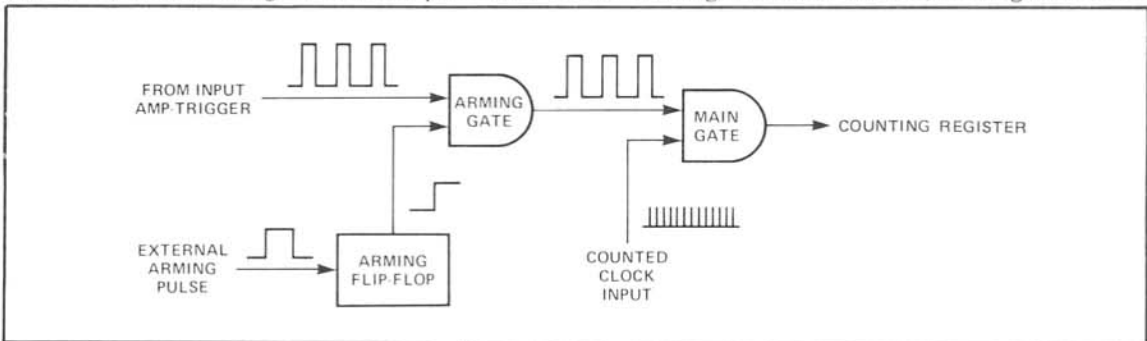 FROM INPUT
AMP-TRIGGER
ARMING
GATE
MAIN
GATE
COUNTING REGISTER
EXTERNAL
ARMING
PULSE
ARMING
FLIP-FLOP
COUNTED
CLOCK
INPUT